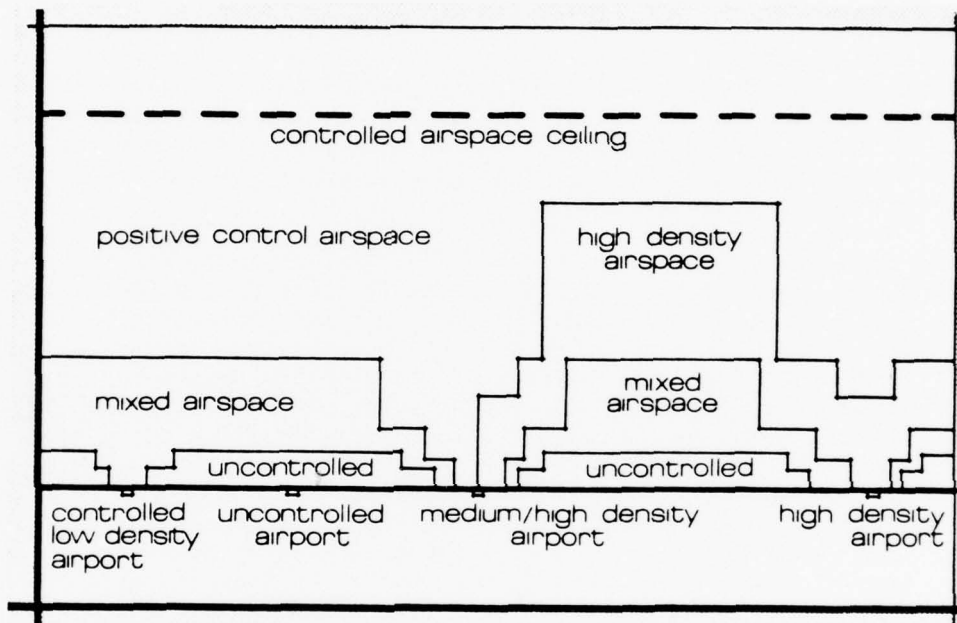 controlled airspace ceiling
positive control airspace
high density
airspace
mixed airspace
mixed
airspace
uncontrolled
uncontrolled
controlled
low density
airport
uncontrolled
airport
medium/high density
airport
high density
airport